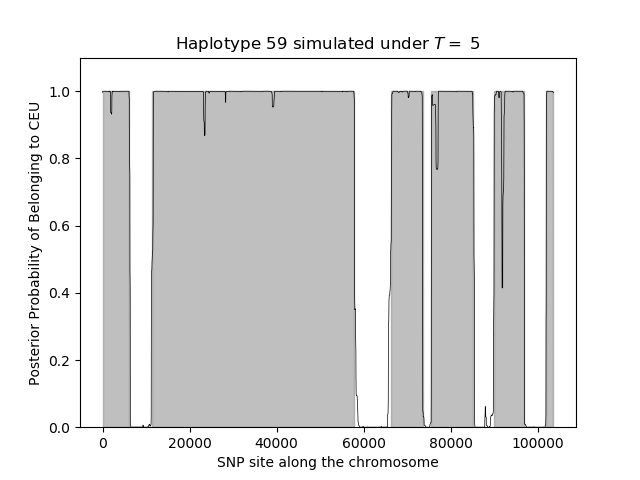 Haplotype 59 simulated under T = 5
Posterior Probability of Belonging to CEU
1.0
0.8
0.6
0.4
0.2
0.0
0 20000 40000 60000 80000 100000
SNP site along the chromosome